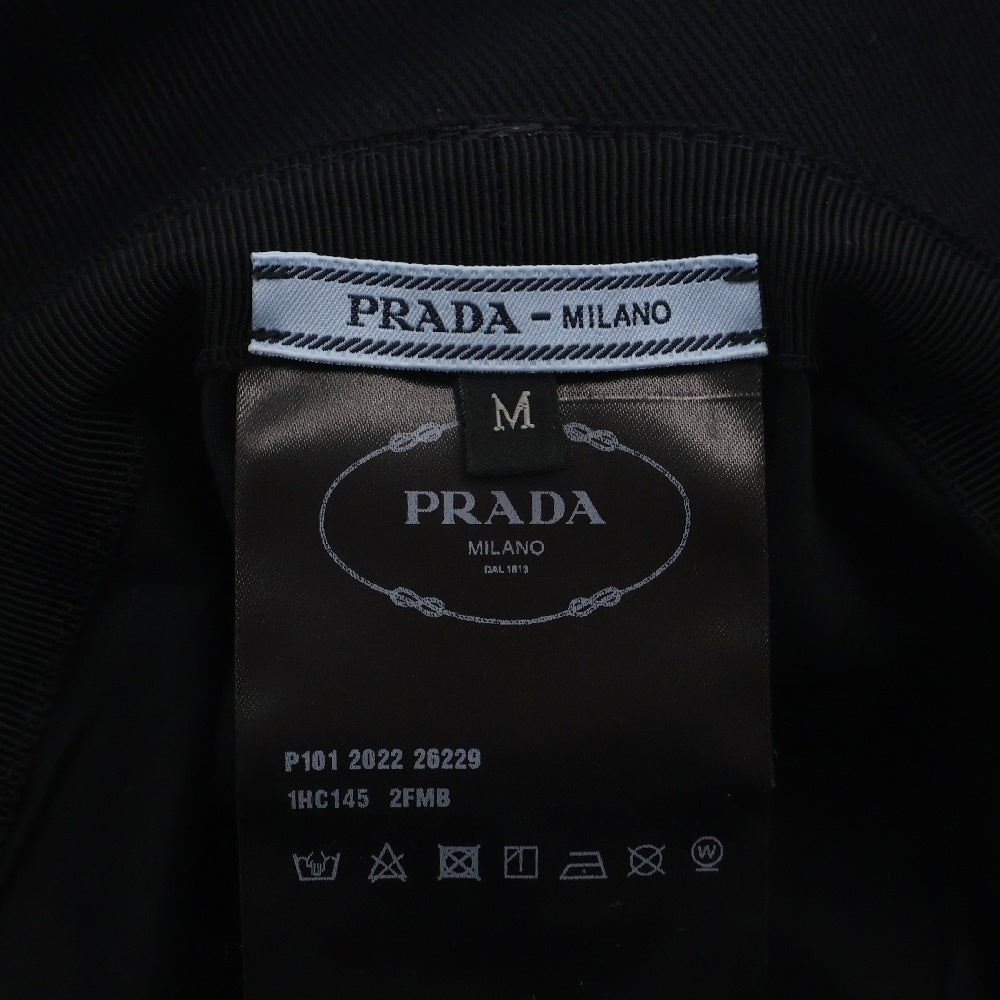 PRADA - MILANO
M
PRADA
MILANO
DAL 1913
P101 2022 26229
1HC145 2FMB
W